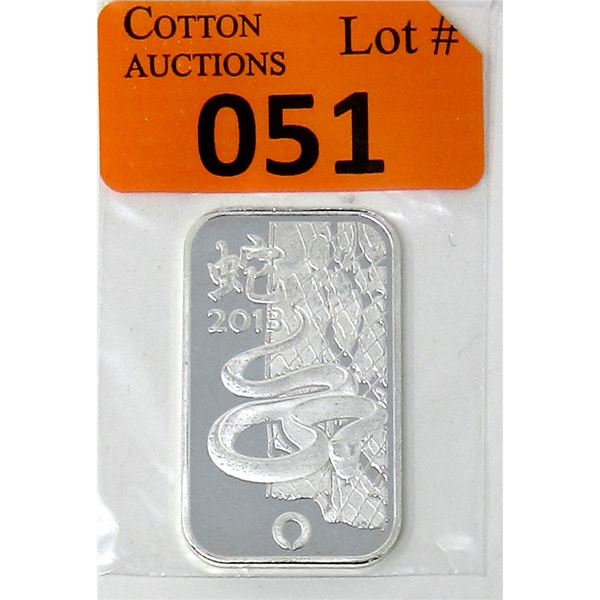 COTTON
AUCTIONS
Lot #
051
蛇
2013